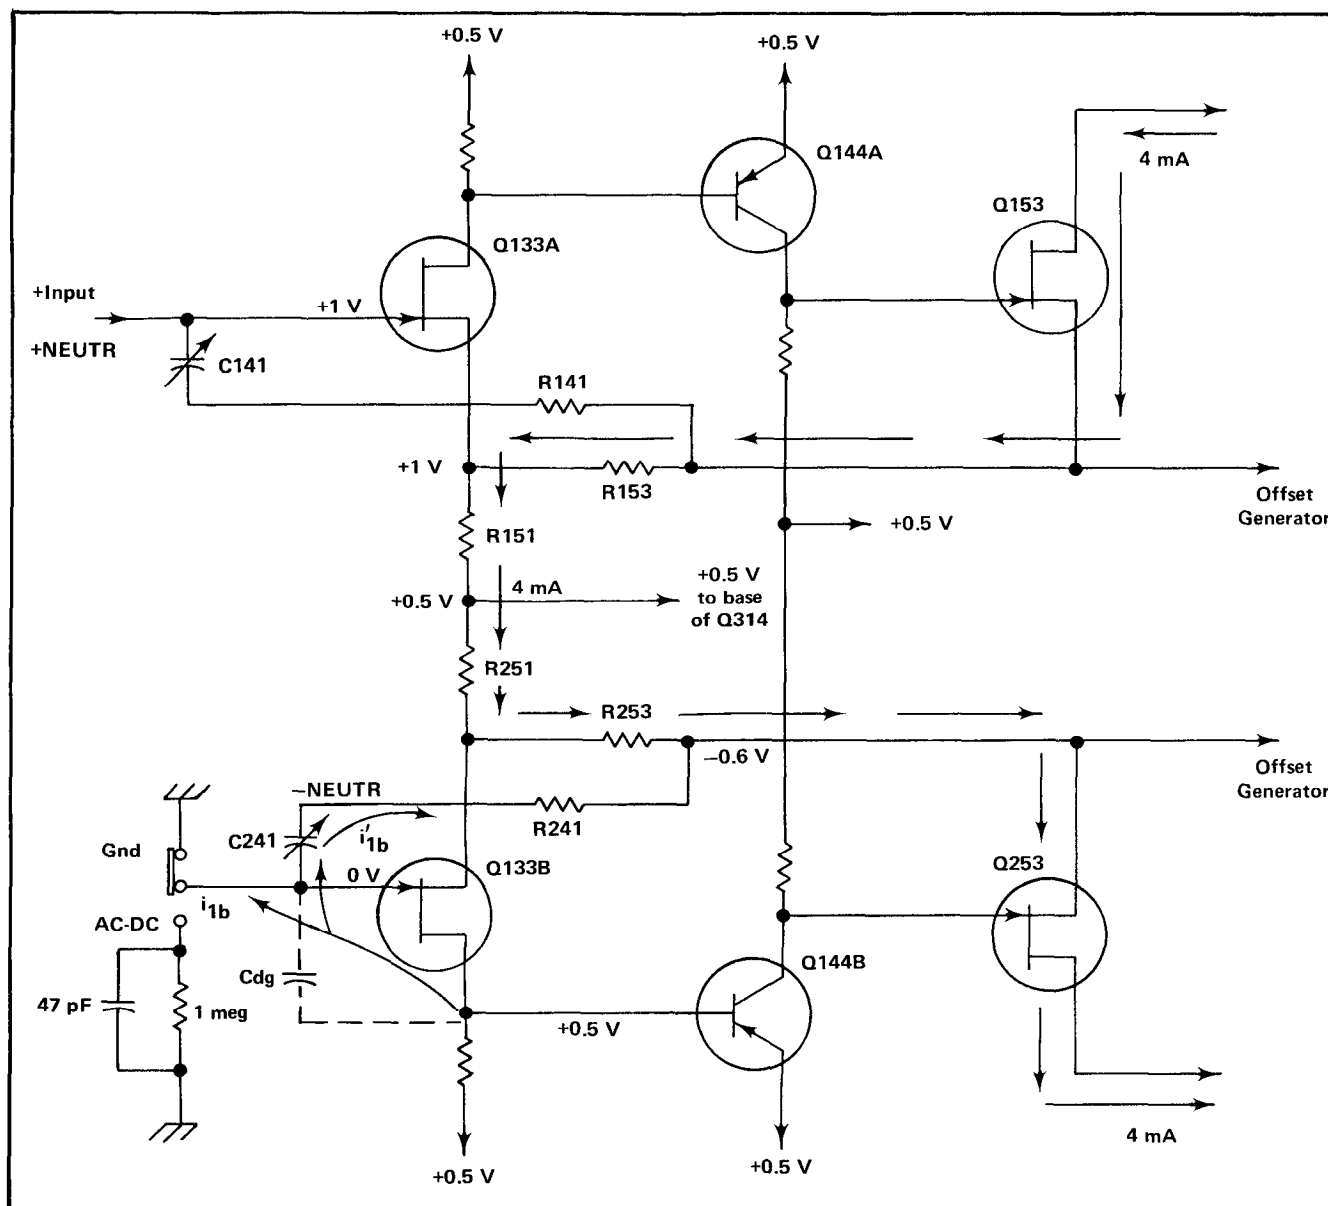 +0.5 V
+0.5 V
Q144A
4 mA
Q153
Q133A
+Input
+1 V
+NEUTR
C141
R141
+1 V
R153
Offset
Generator
R151
+0.5 V
4 mA
+0.5 V
+0.5 V
to base
of Q314
R251
R253
−0.6 V
Offset
Generator
−NEUTR
R241
C241
i'1b
Gnd
0 V
Q133B
Q253
i1b
AC-DC
Cdg
Q144B
47 pF
1 meg
+0.5 V
4 mA
+0.5 V
+0.5 V